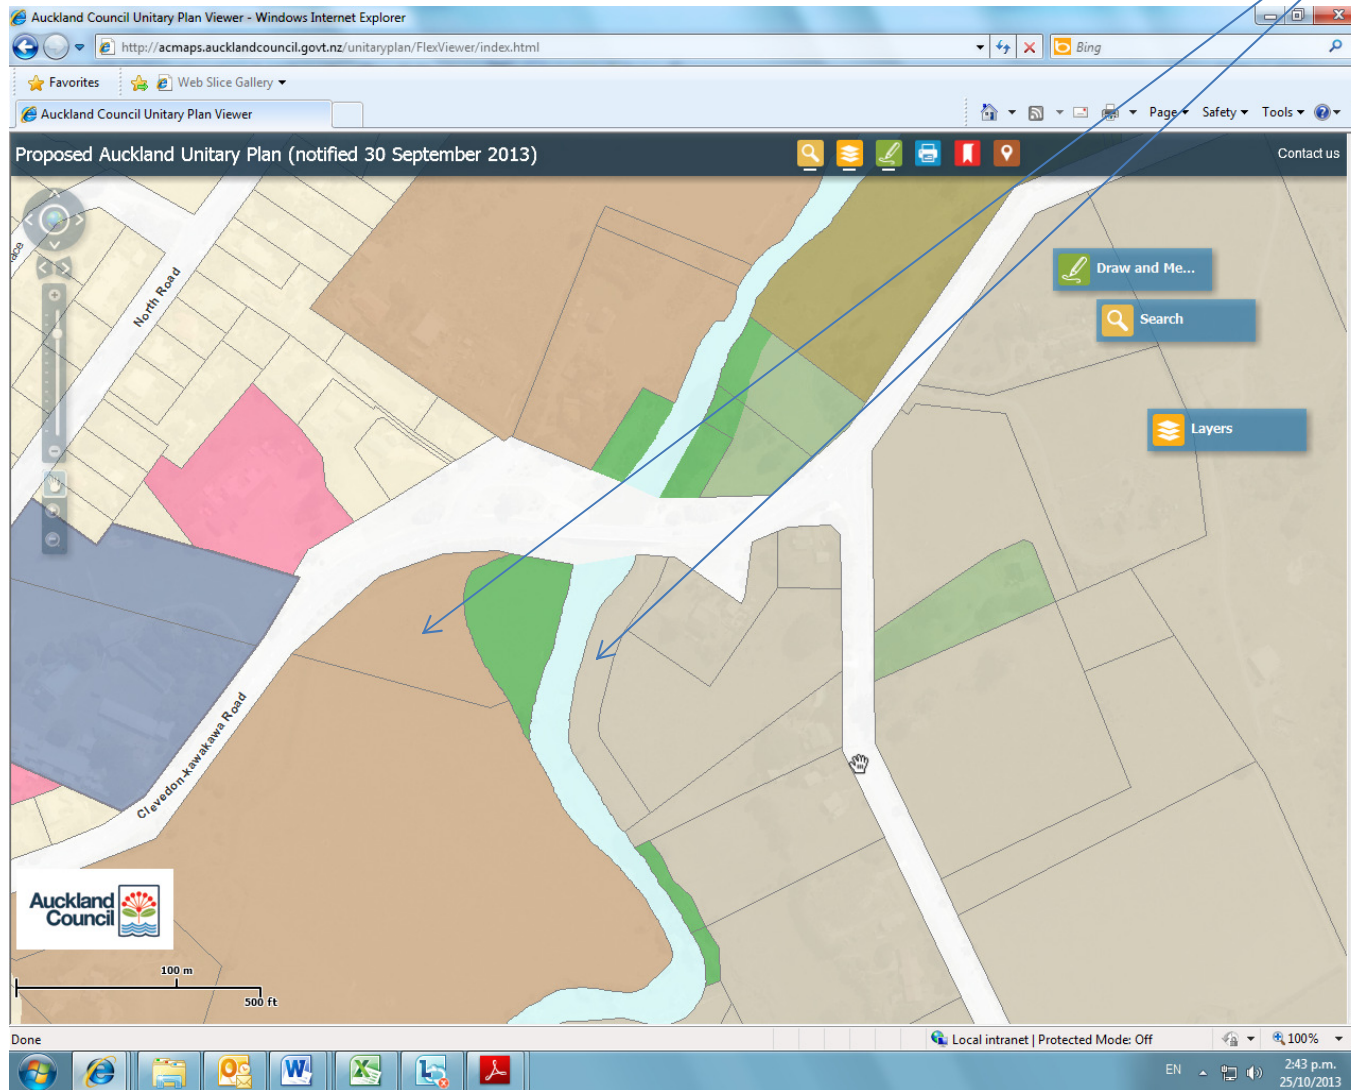 Auckland Council Unitary Plan Viewer - Windows Internet Explorer
http://acmaps.aucklandcouncil.govt.nz/unitaryplan/FlexViewer/index.html
Bing
Favorites
Web Slice Gallery
Auckland Council Unitary Plan Viewer
Page
Safety
Tools
Proposed Auckland Unitary Plan (notified 30 September 2013)
Contact us
North Road
Draw and Me...
Search
Layers
Clevedon-kawakawa Road
Auckland
Council
100 m
500 ft
Done
Local intranet | Protected Mode: Off
100%
EN
2:43 p.m.
25/10/2013